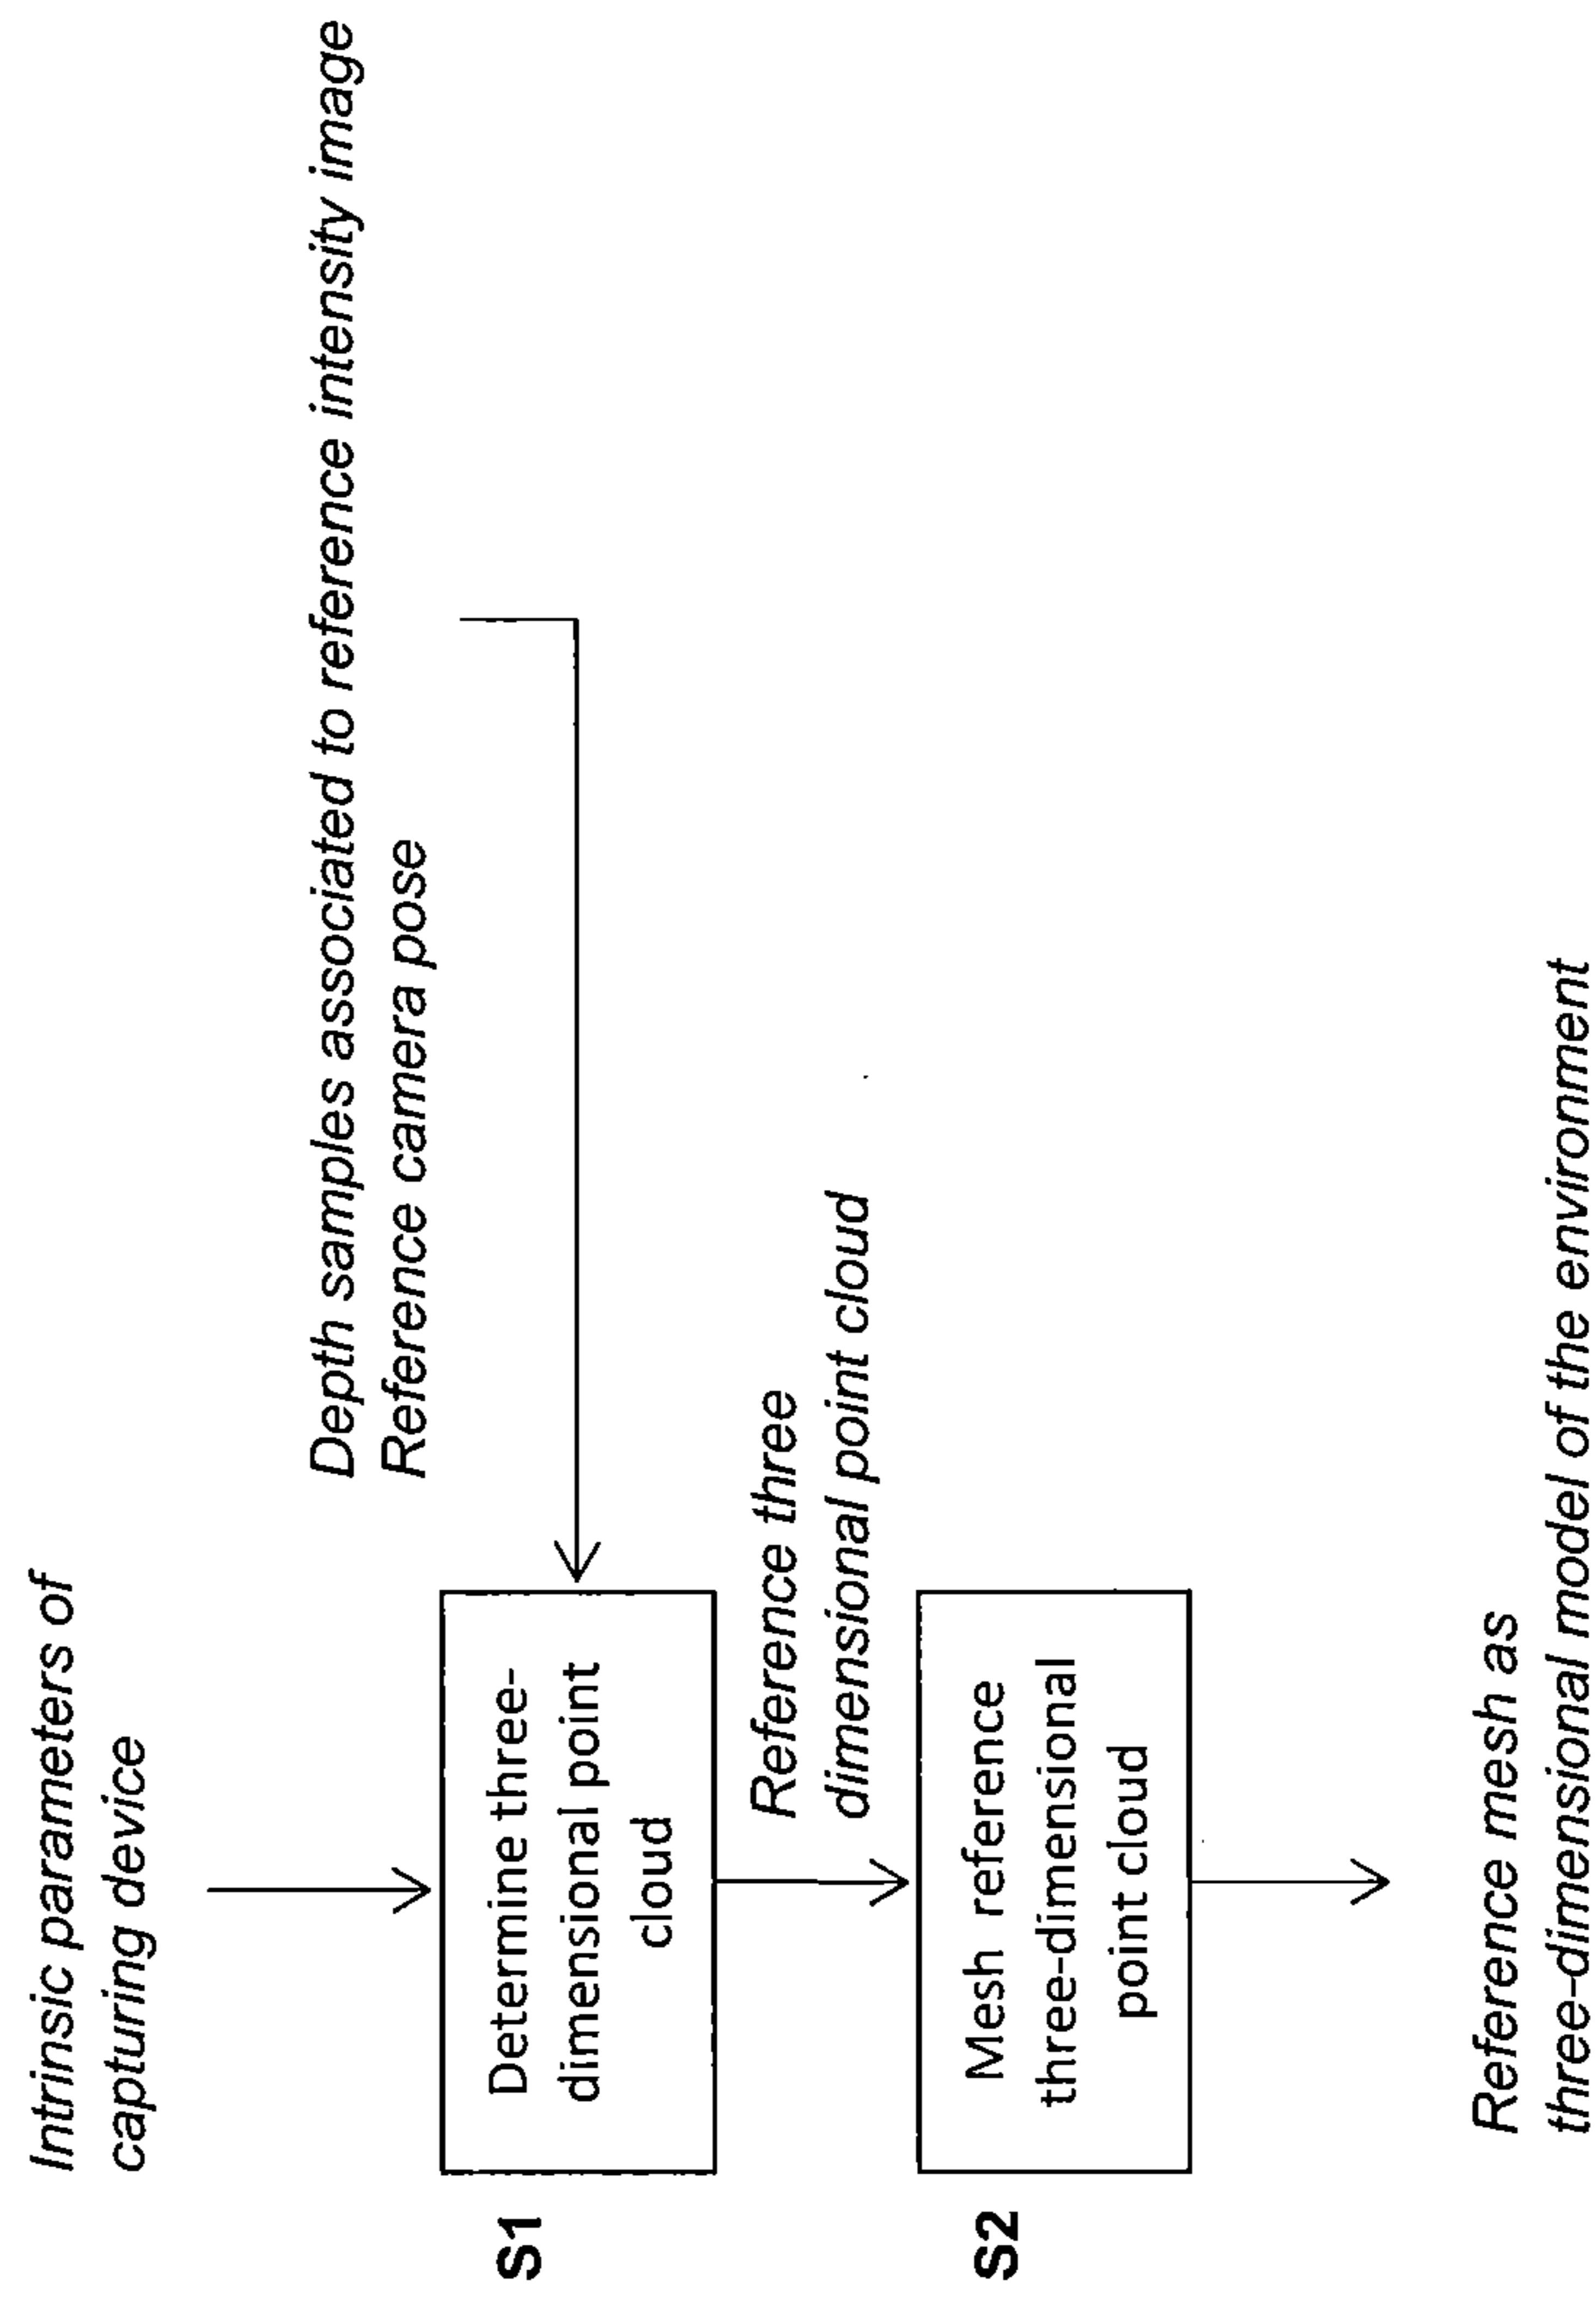 Intrinsic parameters of
capturing device
Depth samples associated to reference intensity image
Reference camera pose
S1
Determine three-
dimensional point
cloud
Reference three
dimensional point cloud
S2
Mesh reference
three-dimensional
point cloud
Reference mesh as
three-dimensional model of the environment